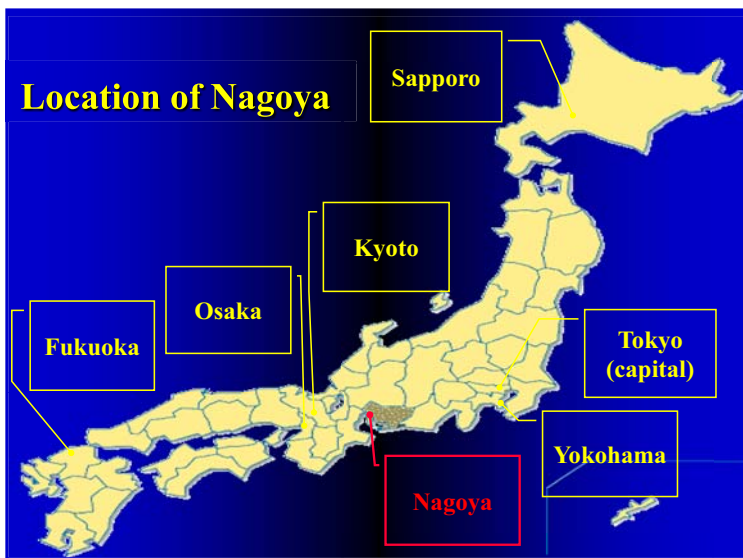 Location of Nagoya
Sapporo
Kyoto
Osaka
Fukuoka
Tokyo
(capital)
Yokohama
Nagoya